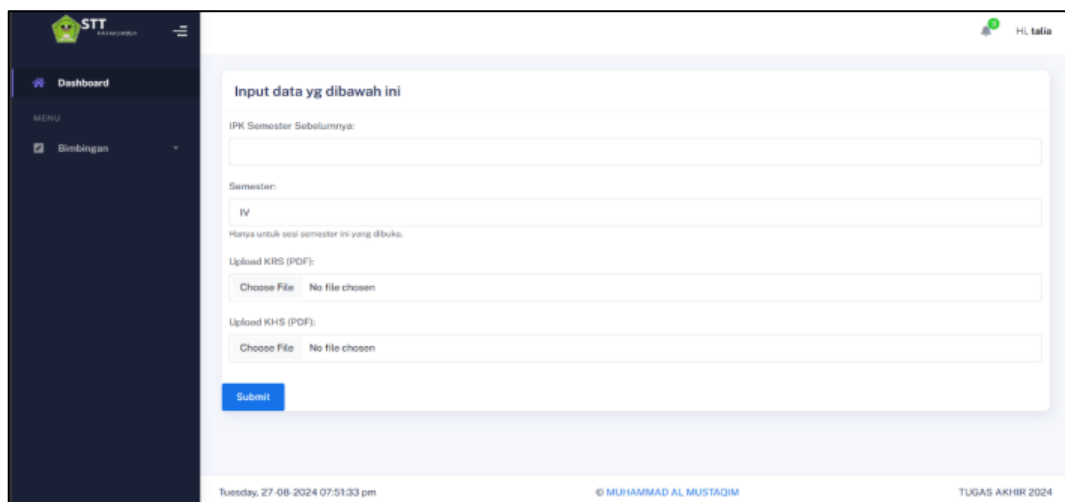 STT
PAYAKUMBUH
Hi, talia
Dashboard
MENU
Bimbingan
Input data yg dibawah ini
IPK Semester Sebelumnya:
Semester:
IV
Hanya untuk sesi semester ini yang dibuka.
Upload KRS (PDF):
Choose File No file chosen
Upload KHS (PDF):
Choose File No file chosen
Submit
Tuesday, 27-08-2024 07:51:33 pm
© MUHAMMAD AL MUSTAQIM
TUGAS AKHIR 2024